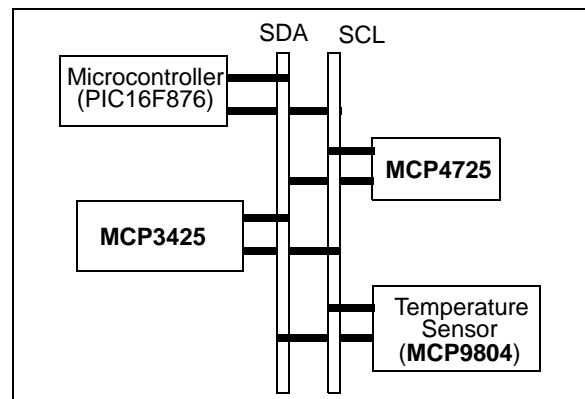 SDA SCL
Microcontroller
(PIC16F876)
MCP4725
MCP3425
Temperature
Sensor
(MCP9804)